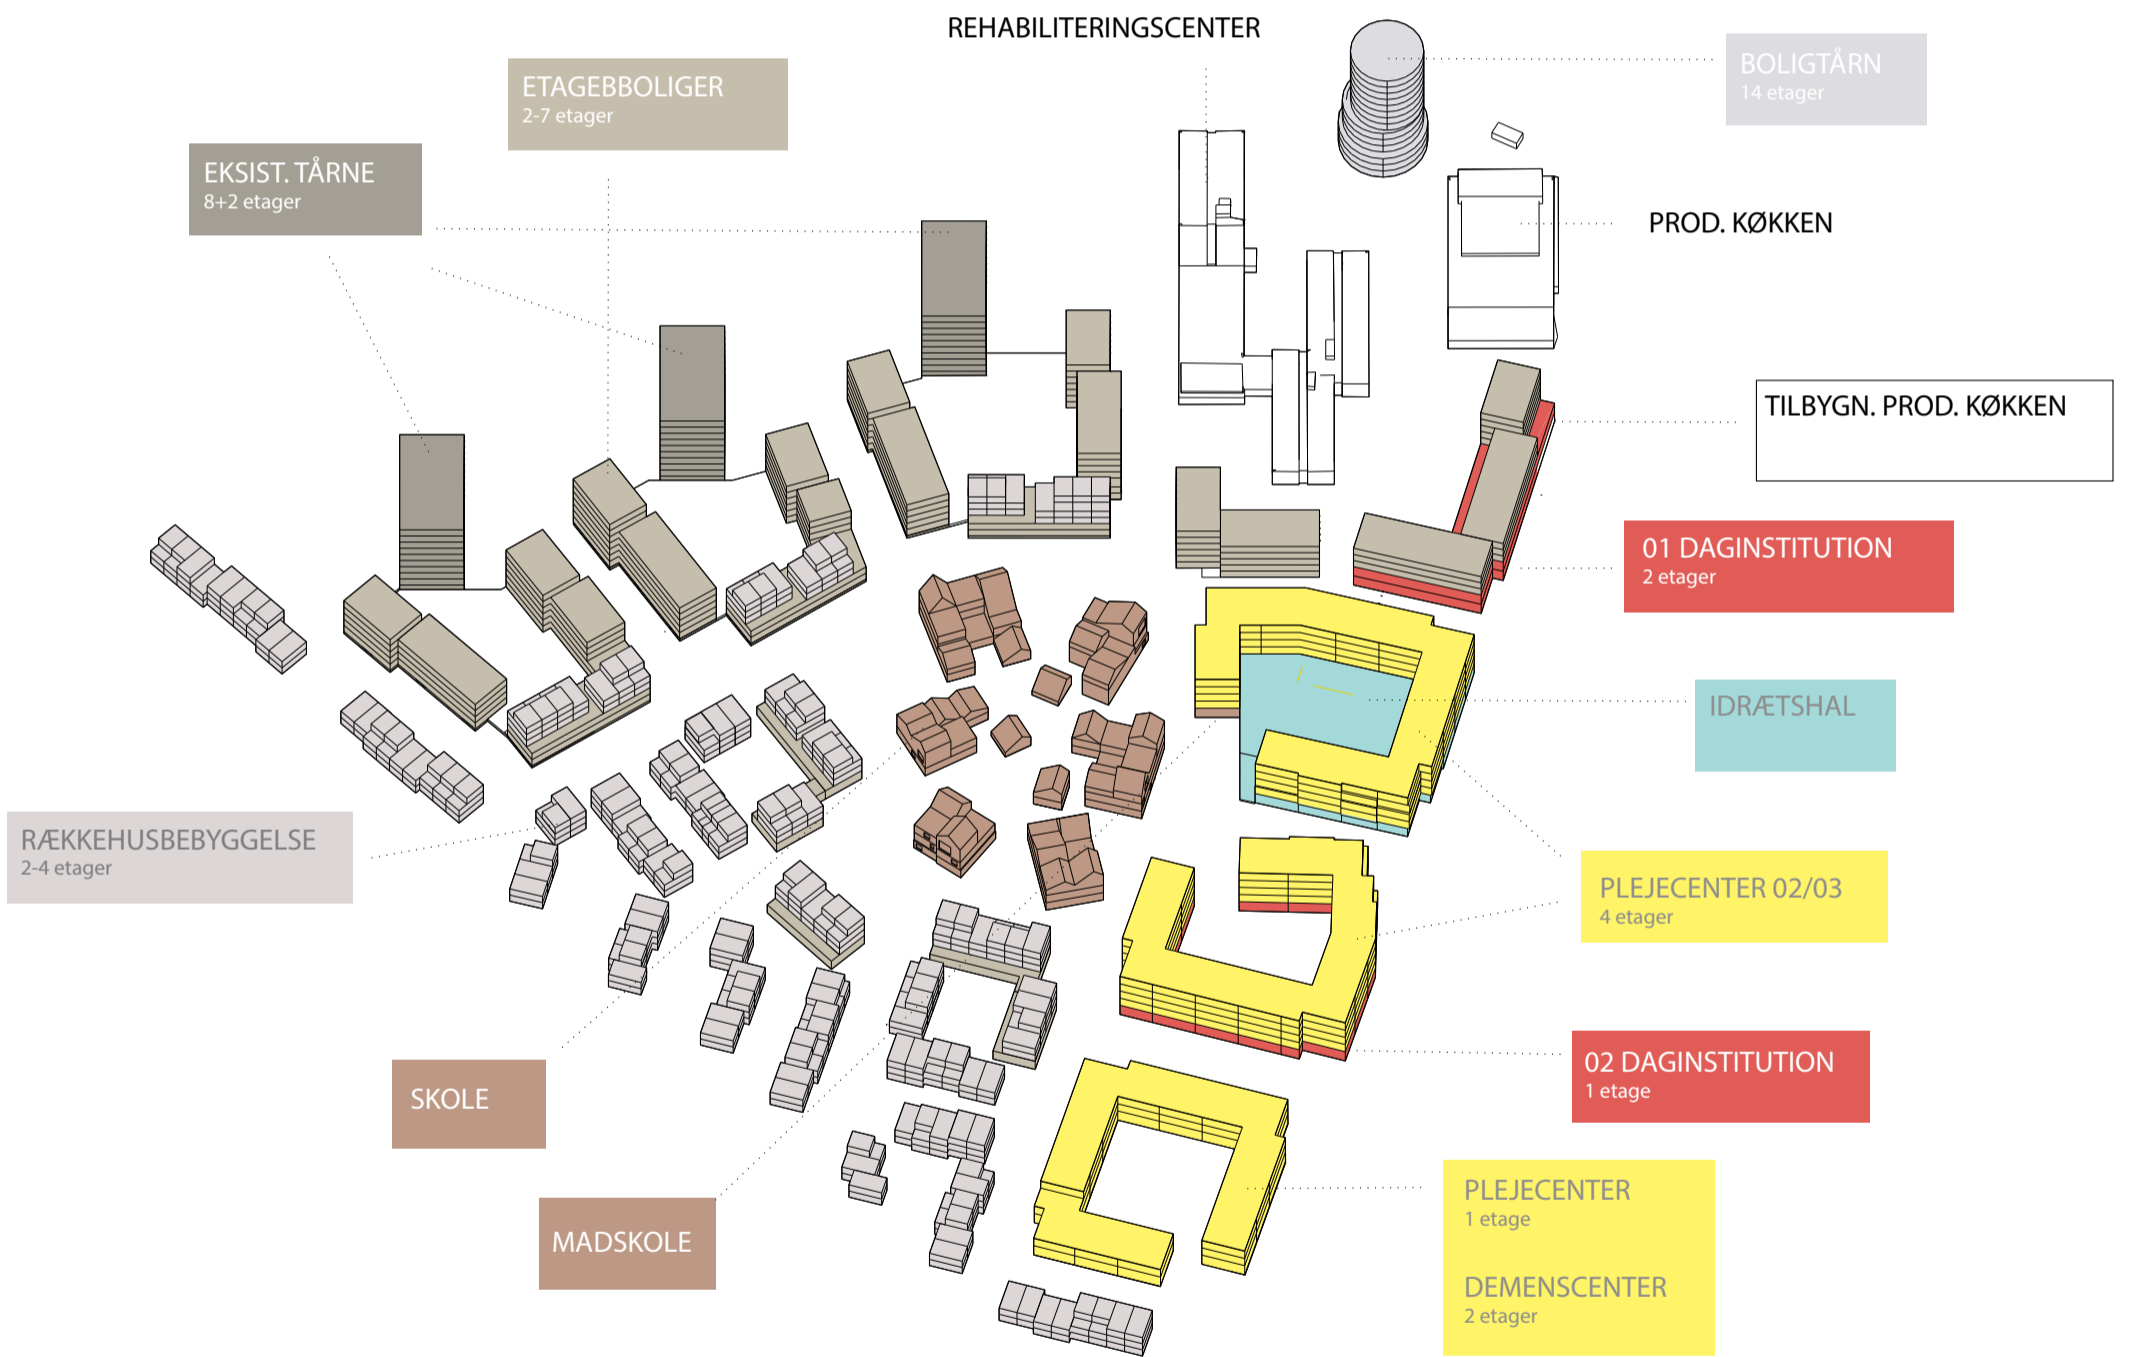 REHABILITERINGSCENTER
BOLIGTÅRN
14 etager
ETAGEBBOLIGER
2-7 etager
EKSIST. TÅRNE
8+2 etager
PROD. KØKKEN
TILBYGN. PROD. KØKKEN
01 DAGINSTITUTION
2 etager
IDRÆTSHAL
RÆKKEHUSBEBYGGELSE
2-4 etager
PLEJECENTER 02/03
4 etager
SKOLE
02 DAGINSTITUTION
1 etage
MADSKOLE
PLEJECENTER
1 etage
DEMENSCENTER
2 etager